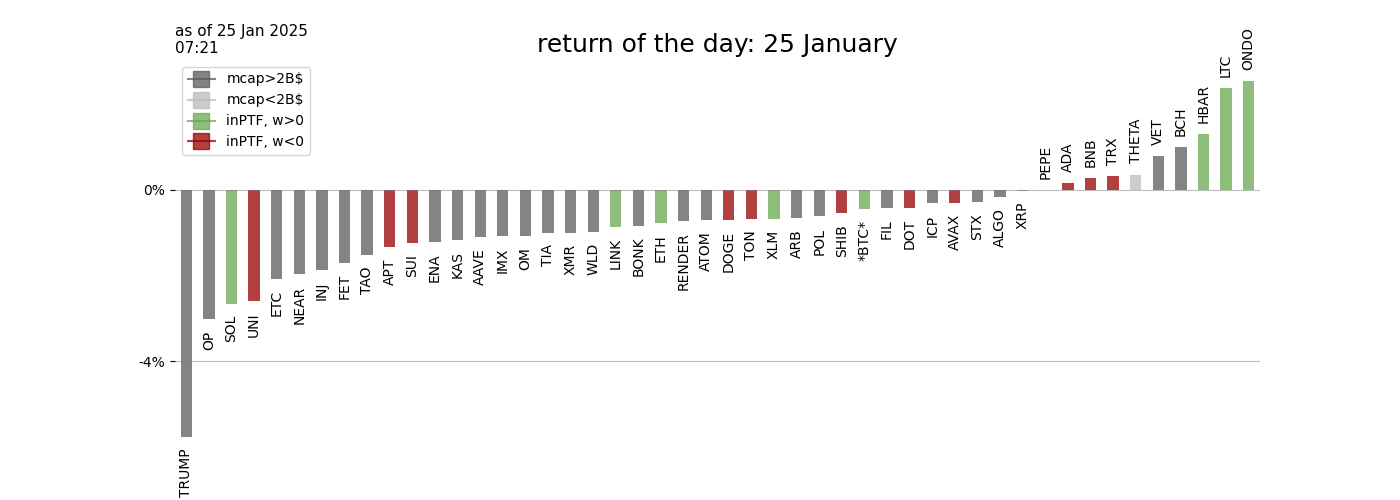 as of 25 Jan 2025
07:21
return of the day: 25 January
mcap>2B$
mcap<2B$
inPTF, w>0
inPTF, w<0
0%
-4%
TRUMP
OP
SOL
UNI
ETC
NEAR
INJ
FET
TAO
APT
SUI
ENA
KAS
AAVE
IMX
OM
TIA
XMR
WLD
LINK
BONK
ETH
RENDER
ATOM
DOGE
TON
XLM
ARB
POL
SHIB
*BTC*
FIL
DOT
ICP
AVAX
STX
ALGO
XRP
PEPE
ADA
BNB
TRX
THETA
VET
BCH
HBAR
LTC
ONDO